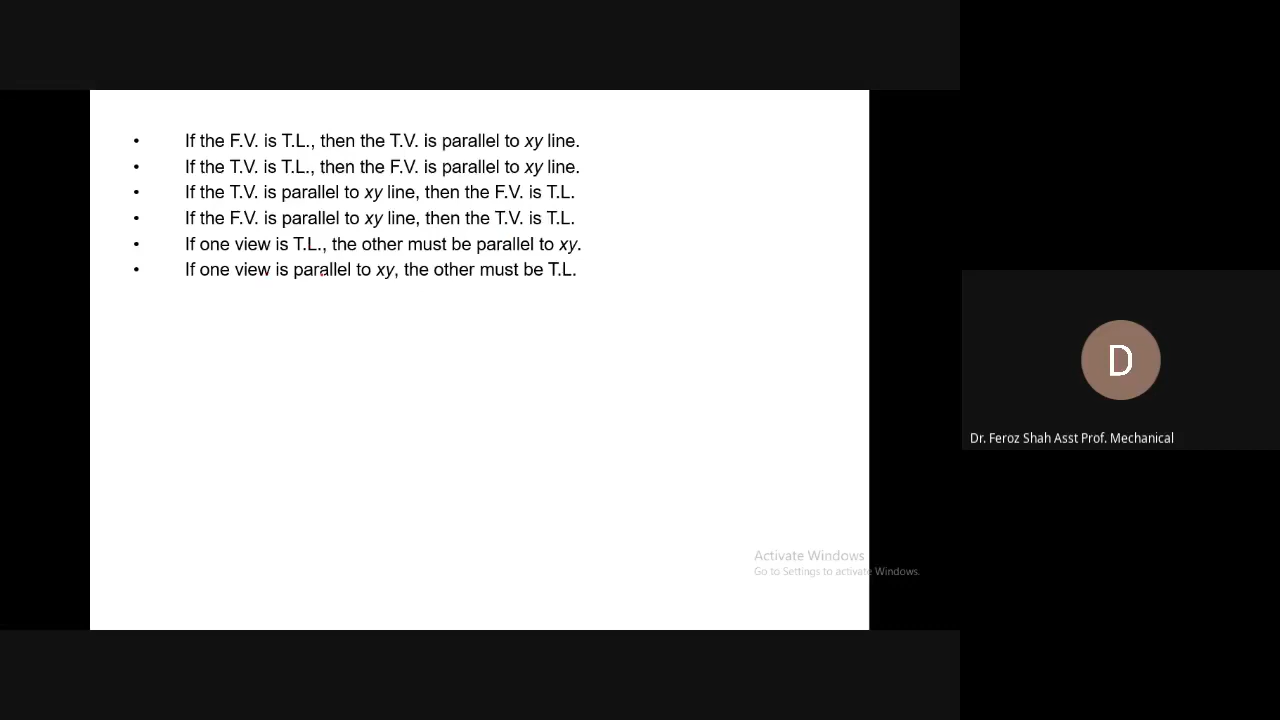 • If the F.V. is T.L., then the T.V. is parallel to xy line.
• If the T.V. is T.L., then the F.V. is parallel to xy line.
• If the T.V. is parallel to xy line, then the F.V. is T.L.
• If the F.V. is parallel to xy line, then the T.V. is T.L.
• If one view is T.L., the other must be parallel to xy.
• If one view is parallel to xy, the other must be T.L.
D
Dr. Feroz Shah Asst Prof. Mechanical
Activate Windows
Go to Settings to activate Windows.